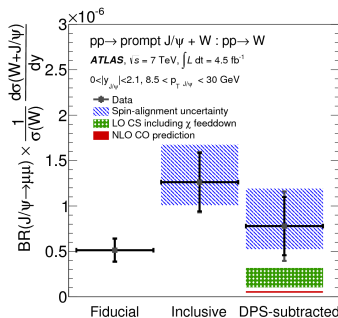 ×10⁻⁶
pp→ prompt J/ψ + W : pp→ W
ATLAS, √s = 7 TeV, ∫L dt = 4.5 fb⁻¹
0<|y_J/ψ|<2.1, 8.5 < p_T^J/ψ < 30 GeV
Data
Spin-alignment uncertainty
LO CS including χ feeddown
NLO CO prediction
BR(J/ψ→μμ) × 1/σ(W) dσ(W+J/ψ)/dy
3
2.5
2
1.5
1
0.5
0
Fiducial Inclusive DPS-subtracted